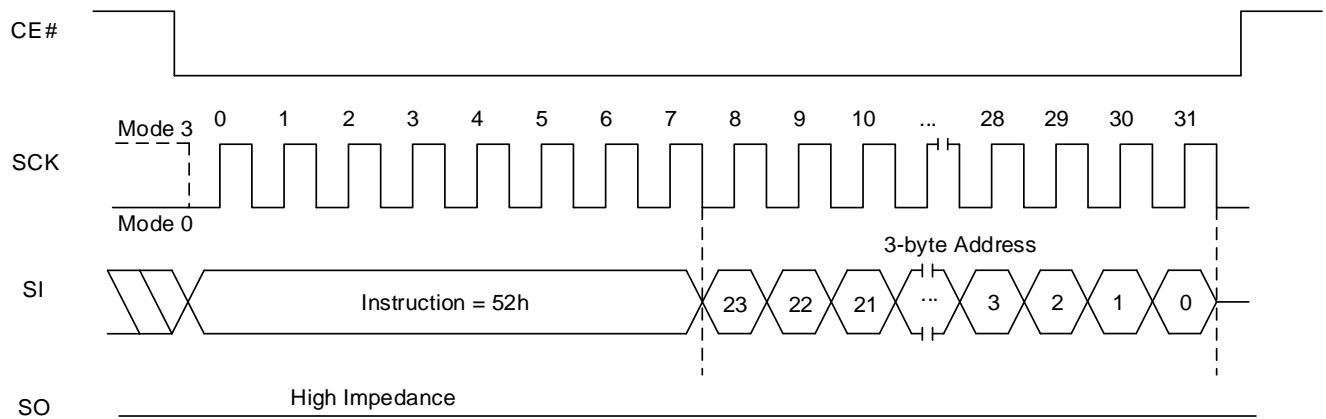 CE#
0 1 2 3 4 5 6 7 8 9 10 ... 28 29 30 31
Mode 3
SCK
Mode 0
3-byte Address
SI
Instruction = 52h 23 22 21 ... 3 2 1 0
High Impedance
SO